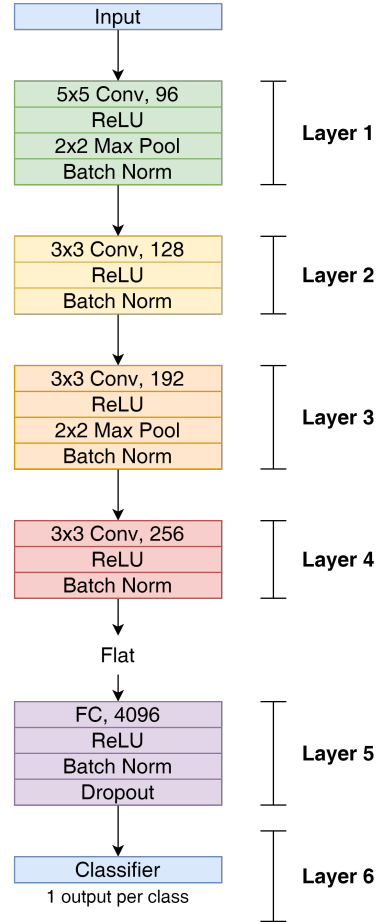 Input
5x5 Conv, 96
ReLU
2x2 Max Pool
Batch Norm
Layer 1
3x3 Conv, 128
ReLU
Batch Norm
Layer 2
3x3 Conv, 192
ReLU
2x2 Max Pool
Batch Norm
Layer 3
3x3 Conv, 256
ReLU
Batch Norm
Layer 4
Flat
FC, 4096
ReLU
Batch Norm
Dropout
Layer 5
Classifier
1 output per class
Layer 6